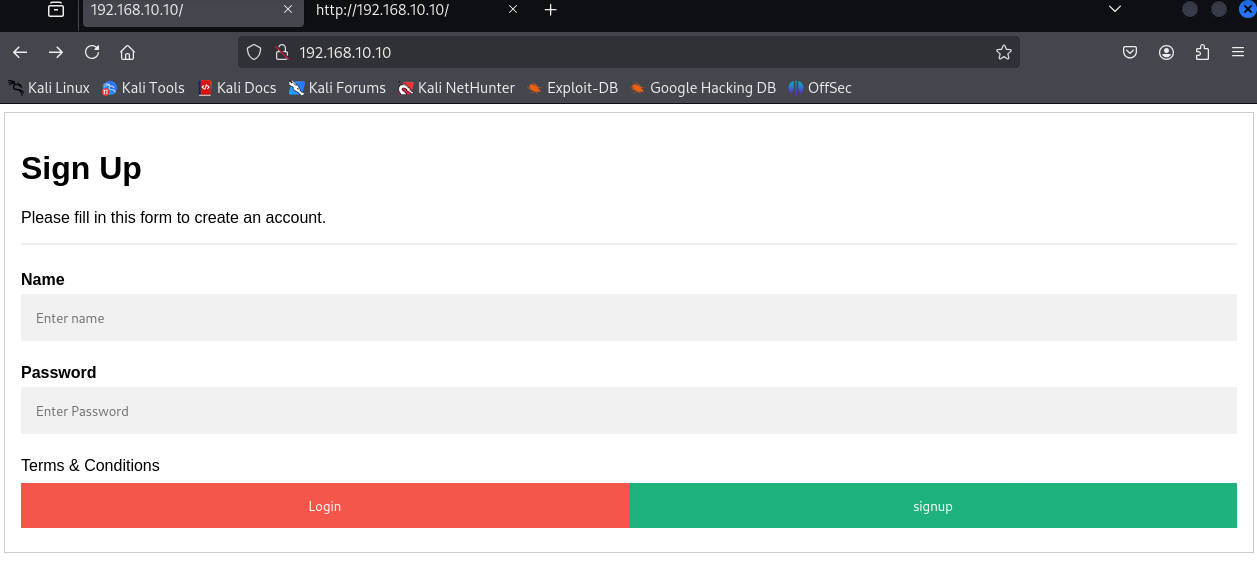 192.168.10.10/ http://192.168.10.10/
192.168.10.10
Kali Linux Kali Tools Kali Docs Kali Forums Kali NetHunter Exploit-DB Google Hacking DB OffSec
Sign Up
Please fill in this form to create an account.
Name
Enter name
Password
Enter Password
Terms & Conditions
Login signup